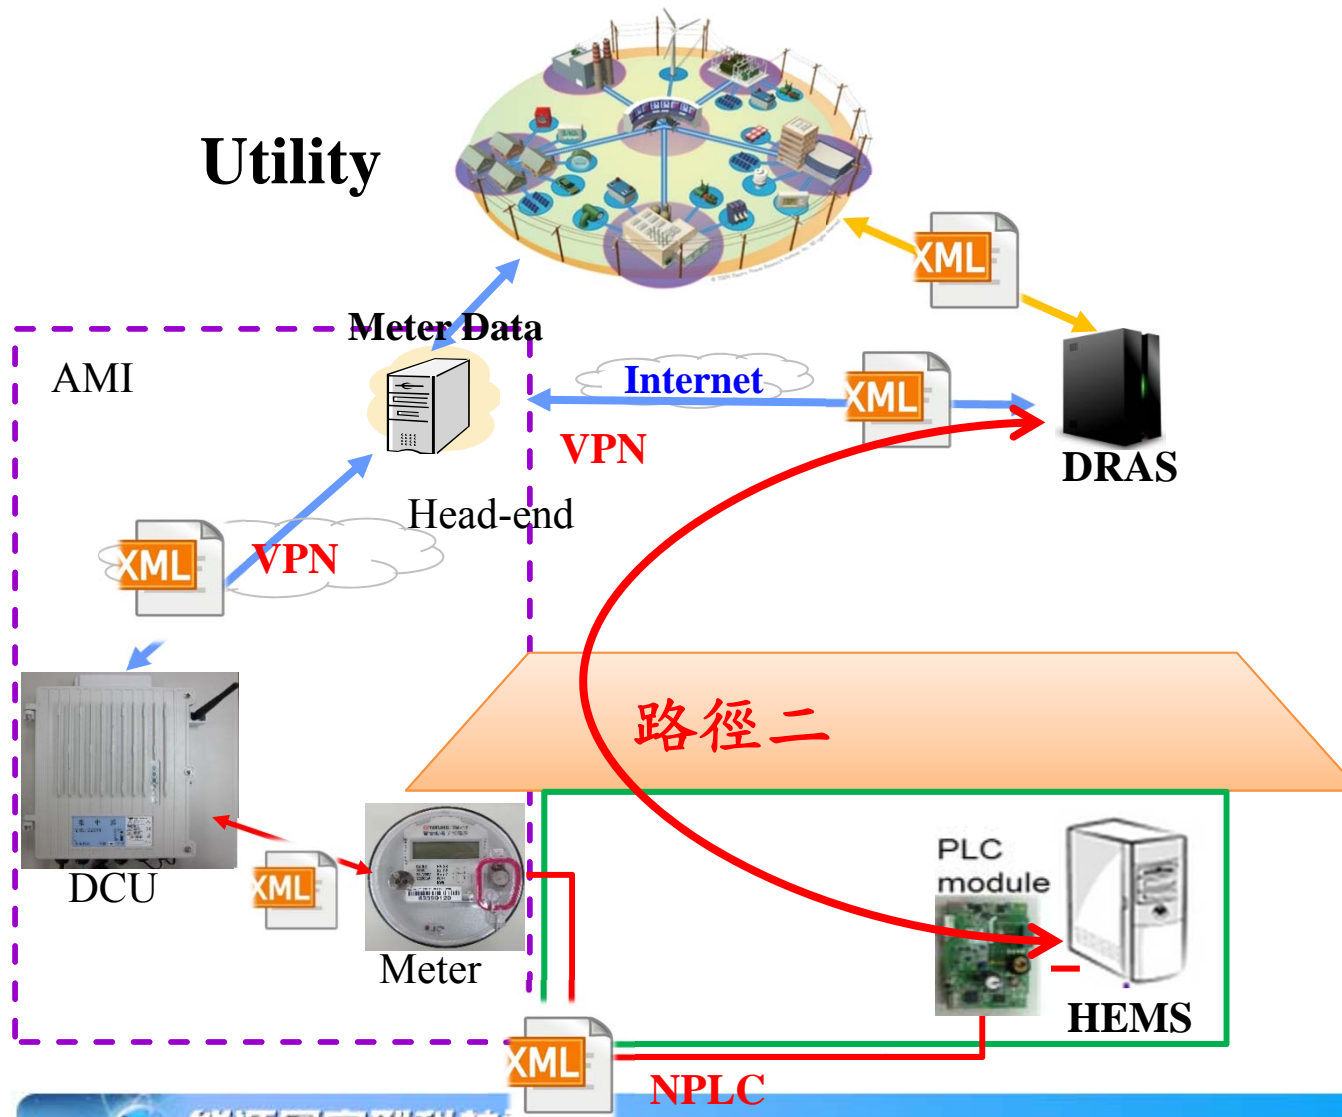 Utility
XML
Meter Data
AMI
Internet
XML
VPN
DRAS
Head-end
XML
VPN
路徑二
DCU
XML
Meter
PLC
module
HEMS
XML
NPLC